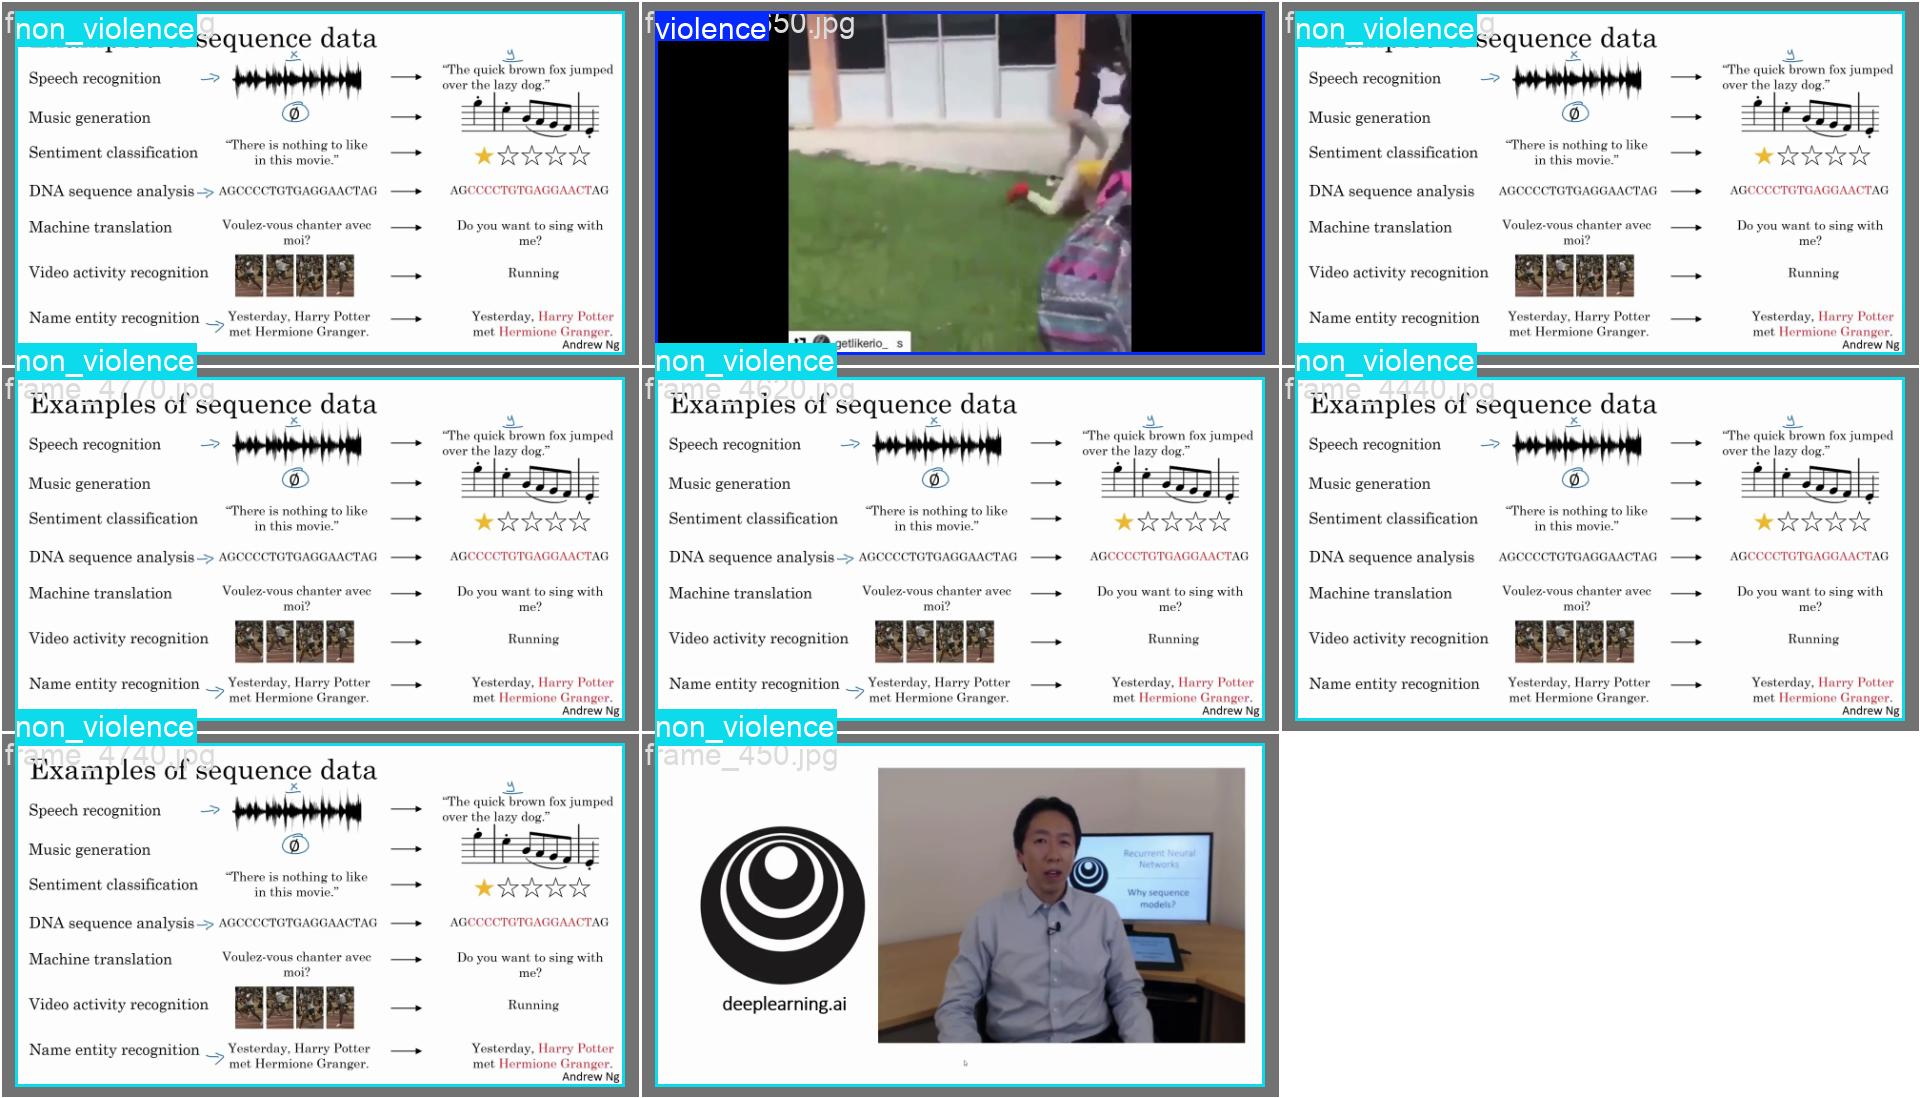 non_violence
sequence data
x
y
Speech recognition
“The quick brown fox jumped
over the lazy dog.”
Music generation
Ø
Sentiment classification
“There is nothing to like
in this movie.”
DNA sequence analysis
AGCCCCTGTGAGGAACTAG
AGCCCCTGTGAGGAACTAG
Machine translation
Voulez-vous chanter avec
moi?
Do you want to sing with
me?
Video activity recognition
Running
Name entity recognition
Yesterday, Harry Potter
met Hermione Granger.
Yesterday, Harry Potter
met Hermione Granger.
Andrew Ng
violence
50.jpg
getlikerio_ s
non_violence
sequence data
x
y
Speech recognition
“The quick brown fox jumped
over the lazy dog.”
Music generation
Ø
Sentiment classification
“There is nothing to like
in this movie.”
DNA sequence analysis
AGCCCCTGTGAGGAACTAG
AGCCCCTGTGAGGAACTAG
Machine translation
Voulez-vous chanter avec
moi?
Do you want to sing with
me?
Video activity recognition
Running
Name entity recognition
Yesterday, Harry Potter
met Hermione Granger.
Yesterday, Harry Potter
met Hermione Granger.
Andrew Ng
non_violence
frame_4770.jpg
Examples of sequence data
x
y
Speech recognition
“The quick brown fox jumped
over the lazy dog.”
Music generation
Ø
Sentiment classification
“There is nothing to like
in this movie.”
DNA sequence analysis
AGCCCCTGTGAGGAACTAG
AGCCCCTGTGAGGAACTAG
Machine translation
Voulez-vous chanter avec
moi?
Do you want to sing with
me?
Video activity recognition
Running
Name entity recognition
Yesterday, Harry Potter
met Hermione Granger.
Yesterday, Harry Potter
met Hermione Granger.
Andrew Ng
non_violence
frame_4620.jpg
Examples of sequence data
x
y
Speech recognition
“The quick brown fox jumped
over the lazy dog.”
Music generation
Ø
Sentiment classification
“There is nothing to like
in this movie.”
DNA sequence analysis
AGCCCCTGTGAGGAACTAG
AGCCCCTGTGAGGAACTAG
Machine translation
Voulez-vous chanter avec
moi?
Do you want to sing with
me?
Video activity recognition
Running
Name entity recognition
Yesterday, Harry Potter
met Hermione Granger.
Yesterday, Harry Potter
met Hermione Granger.
Andrew Ng
non_violence
frame_4440.jpg
Examples of sequence data
x
y
Speech recognition
“The quick brown fox jumped
over the lazy dog.”
Music generation
Ø
Sentiment classification
“There is nothing to like
in this movie.”
DNA sequence analysis
AGCCCCTGTGAGGAACTAG
AGCCCCTGTGAGGAACTAG
Machine translation
Voulez-vous chanter avec
moi?
Do you want to sing with
me?
Video activity recognition
Running
Name entity recognition
Yesterday, Harry Potter
met Hermione Granger.
Yesterday, Harry Potter
met Hermione Granger.
Andrew Ng
non_violence
frame_4740.jpg
Examples of sequence data
x
y
Speech recognition
“The quick brown fox jumped
over the lazy dog.”
Music generation
Ø
Sentiment classification
“There is nothing to like
in this movie.”
DNA sequence analysis
AGCCCCTGTGAGGAACTAG
AGCCCCTGTGAGGAACTAG
Machine translation
Voulez-vous chanter avec
moi?
Do you want to sing with
me?
Video activity recognition
Running
Name entity recognition
Yesterday, Harry Potter
met Hermione Granger.
Yesterday, Harry Potter
met Hermione Granger.
Andrew Ng
non_violence
frame_450.jpg
deeplearning.ai
Recurrent Neural
Networks
Why sequence
models?